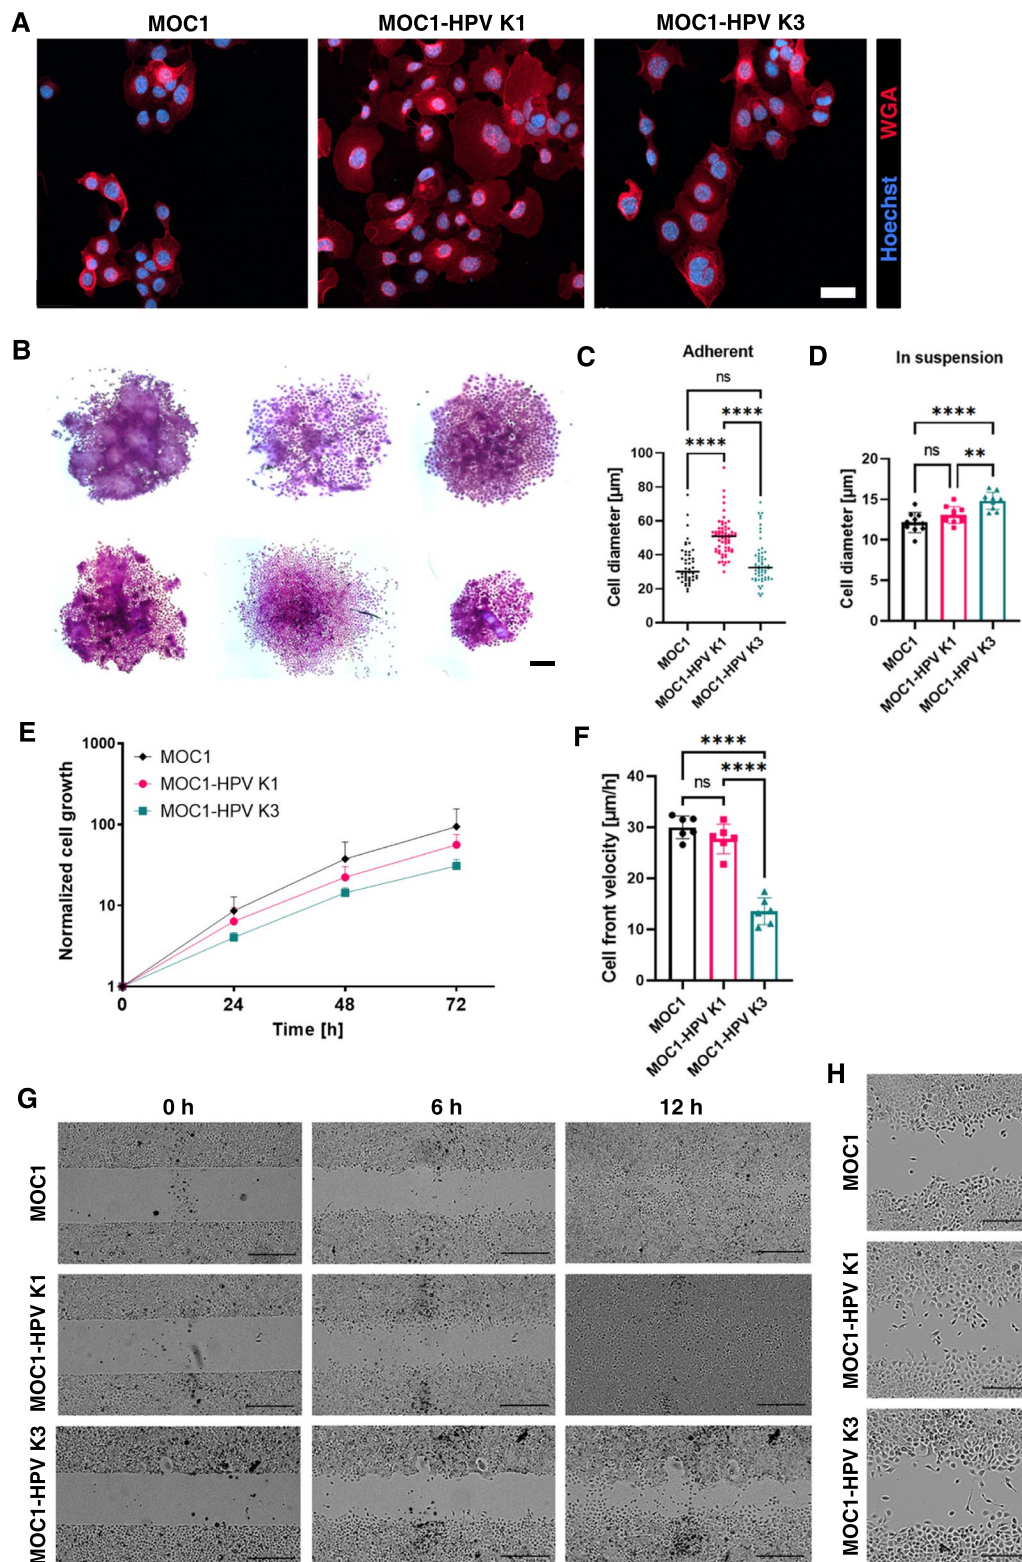 A
MOC1
MOC1-HPV K1
MOC1-HPV K3
Hoechst WGA
B
C
Adherent
ns
****
****
Cell diameter [µm]
100
80
60
40
20
0
MOC1
MOC1-HPV K1
MOC1-HPV K3
D
In suspension
****
ns
**
Cell diameter [µm]
20
15
10
5
0
MOC1
MOC1-HPV K1
MOC1-HPV K3
E
Normalized cell growth
1000
100
10
1
MOC1
MOC1-HPV K1
MOC1-HPV K3
0
24
48
72
Time [h]
F
****
ns
****
Cell front velocity [µm/h]
40
30
20
10
0
MOC1
MOC1-HPV K1
MOC1-HPV K3
G
0 h
6 h
12 h
MOC1
MOC1-HPV K1
MOC1-HPV K3
H
MOC1
MOC1-HPV K1
MOC1-HPV K3